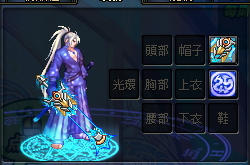 頭部 帽子
光環 胸部 上衣
腰部 下衣 鞋